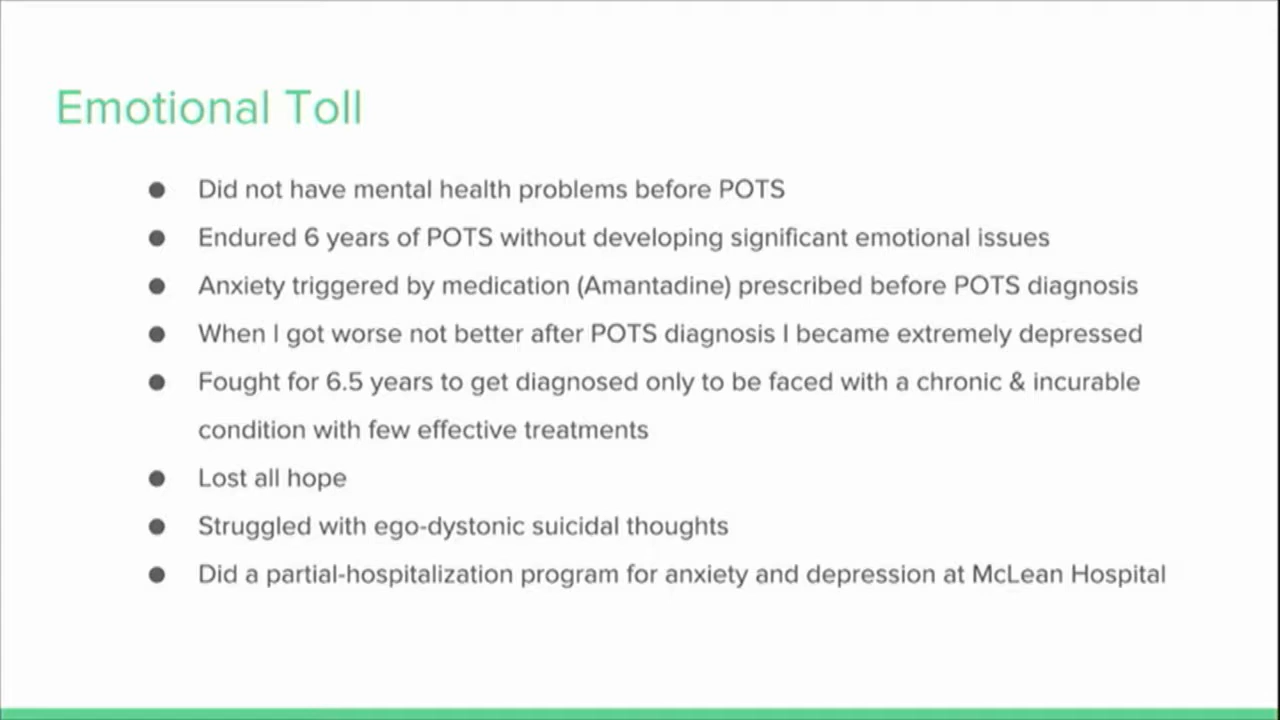 Emotional Toll
● Did not have mental health problems before POTS
● Endured 6 years of POTS without developing significant emotional issues
● Anxiety triggered by medication (Amantadine) prescribed before POTS diagnosis
● When I got worse not better after POTS diagnosis I became extremely depressed
● Fought for 6.5 years to get diagnosed only to be faced with a chronic & incurable
condition with few effective treatments
● Lost all hope
● Struggled with ego-dystonic suicidal thoughts
● Did a partial-hospitalization program for anxiety and depression at McLean Hospital